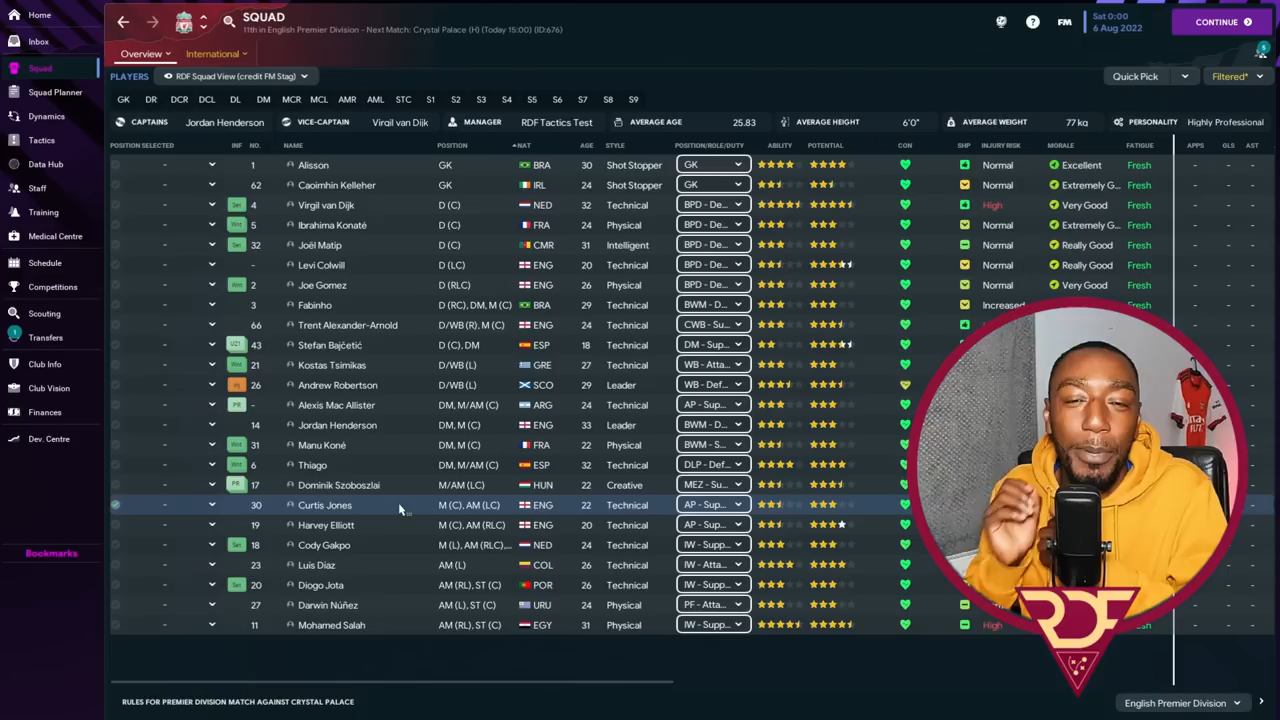 Home
Inbox
Squad
Squad Planner
Dynamics
Tactics
Data Hub
Staff
Training
Medical Centre
Schedule
Competitions
Scouting
1
Transfers
Club Info
Club Vision
Finances
Dev. Centre
Bookmarks
SQUAD
11th in English Premier Division - Next Match: Crystal Palace (H) (Today 15:00) (ID:676)
? FM Sat 0:00
6 Aug 2022
CONTINUE
Overview International
5
PLAYERS RDF Squad View (credit FM Stag) Quick Pick Filtered*
GK DR DCR DCL DL DM MCR MCL AMR AML STC S1 S2 S3 S4 S5 S6 S7 S8 S9
CAPTAINS Jordan Henderson VICE-CAPTAIN Virgil van Dijk MANAGER RDF Tactics Test AVERAGE AGE 25.83 AVERAGE HEIGHT 6'0" AVERAGE WEIGHT 77 kg PERSONALITY Highly Professional
POSITION SELECTED INF NO. NAME POSITION NAT AGE STYLE POSITION/ROLE/DUTY ABILITY POTENTIAL CON SHP INJURY RISK MORALE FATIGUE APPS GLS AST
- 1 Alisson GK BRA 30 Shot Stopper GK Normal Excellent Fresh - - -
- 62 Caoimhin Kelleher GK IRL 24 Shot Stopper GK Normal Extremely G... Fresh - - -
- Set 4 Virgil van Dijk D (C) NED 32 Technical BPD - De... High Very Good Fresh - - -
- Wnt 5 Ibrahima Konaté D (C) FRA 24 Physical BPD - De... Normal Extremely G... Fresh - - -
- Set 32 Joël Matip D (C) CMR 31 Intelligent BPD - De... Normal Really Good Fresh - - -
- - Levi Colwill D (LC) ENG 20 Technical BPD - De... Normal Really Good Fresh - - -
- Wnt 2 Joe Gomez D (RLC) ENG 26 Physical BPD - De... Normal Very Good Fresh - - -
- 3 Fabinho D (RC), DM, M (C) BRA 29 Technical BWM - D... Increased
- 66 Trent Alexander-Arnold D/WB (R), M (C) ENG 24 Technical CWB - Su...
- U21 43 Stefan Bajčetić D (C), DM ESP 18 Technical DM - Sup...
- Wnt 21 Kostas Tsimikas D/WB (L) GRE 27 Technical WB - Atta...
- Inj 26 Andrew Robertson D/WB (L) SCO 29 Leader WB - Def...
- PR - Alexis Mac Allister DM, M/AM (C) ARG 24 Technical AP - Sup...
- 14 Jordan Henderson DM, M (C) ENG 33 Leader BWM - D...
- Wnt 31 Manu Koné DM, M (C) FRA 22 Physical BWM - S...
- Wnt 6 Thiago DM, M/AM (C) ESP 32 Technical DLP - Def...
- PR 17 Dominik Szoboszlai M/AM (LC) HUN 22 Creative MEZ - Su...
- 30 Curtis Jones M (C), AM (LC) ENG 22 Technical AP - Sup...
- 19 Harvey Elliott M (C), AM (RLC) ENG 20 Technical AP - Sup...
- Set 18 Cody Gakpo M (L), AM (RLC),... NED 24 Technical IW - Supp...
- 23 Luis Díaz AM (L) COL 26 Technical IW - Atta...
- Set 20 Diogo Jota AM (RL), ST (C) POR 26 Technical IW - Supp...
- 27 Darwin Núñez AM (L), ST (C) URU 24 Physical PF - Atta...
- 11 Mohamed Salah AM (RL), ST (C) EGY 31 Physical IW - Supp... High
RDF
RULES FOR PREMIER DIVISION MATCH AGAINST CRYSTAL PALACE
English Premier Division